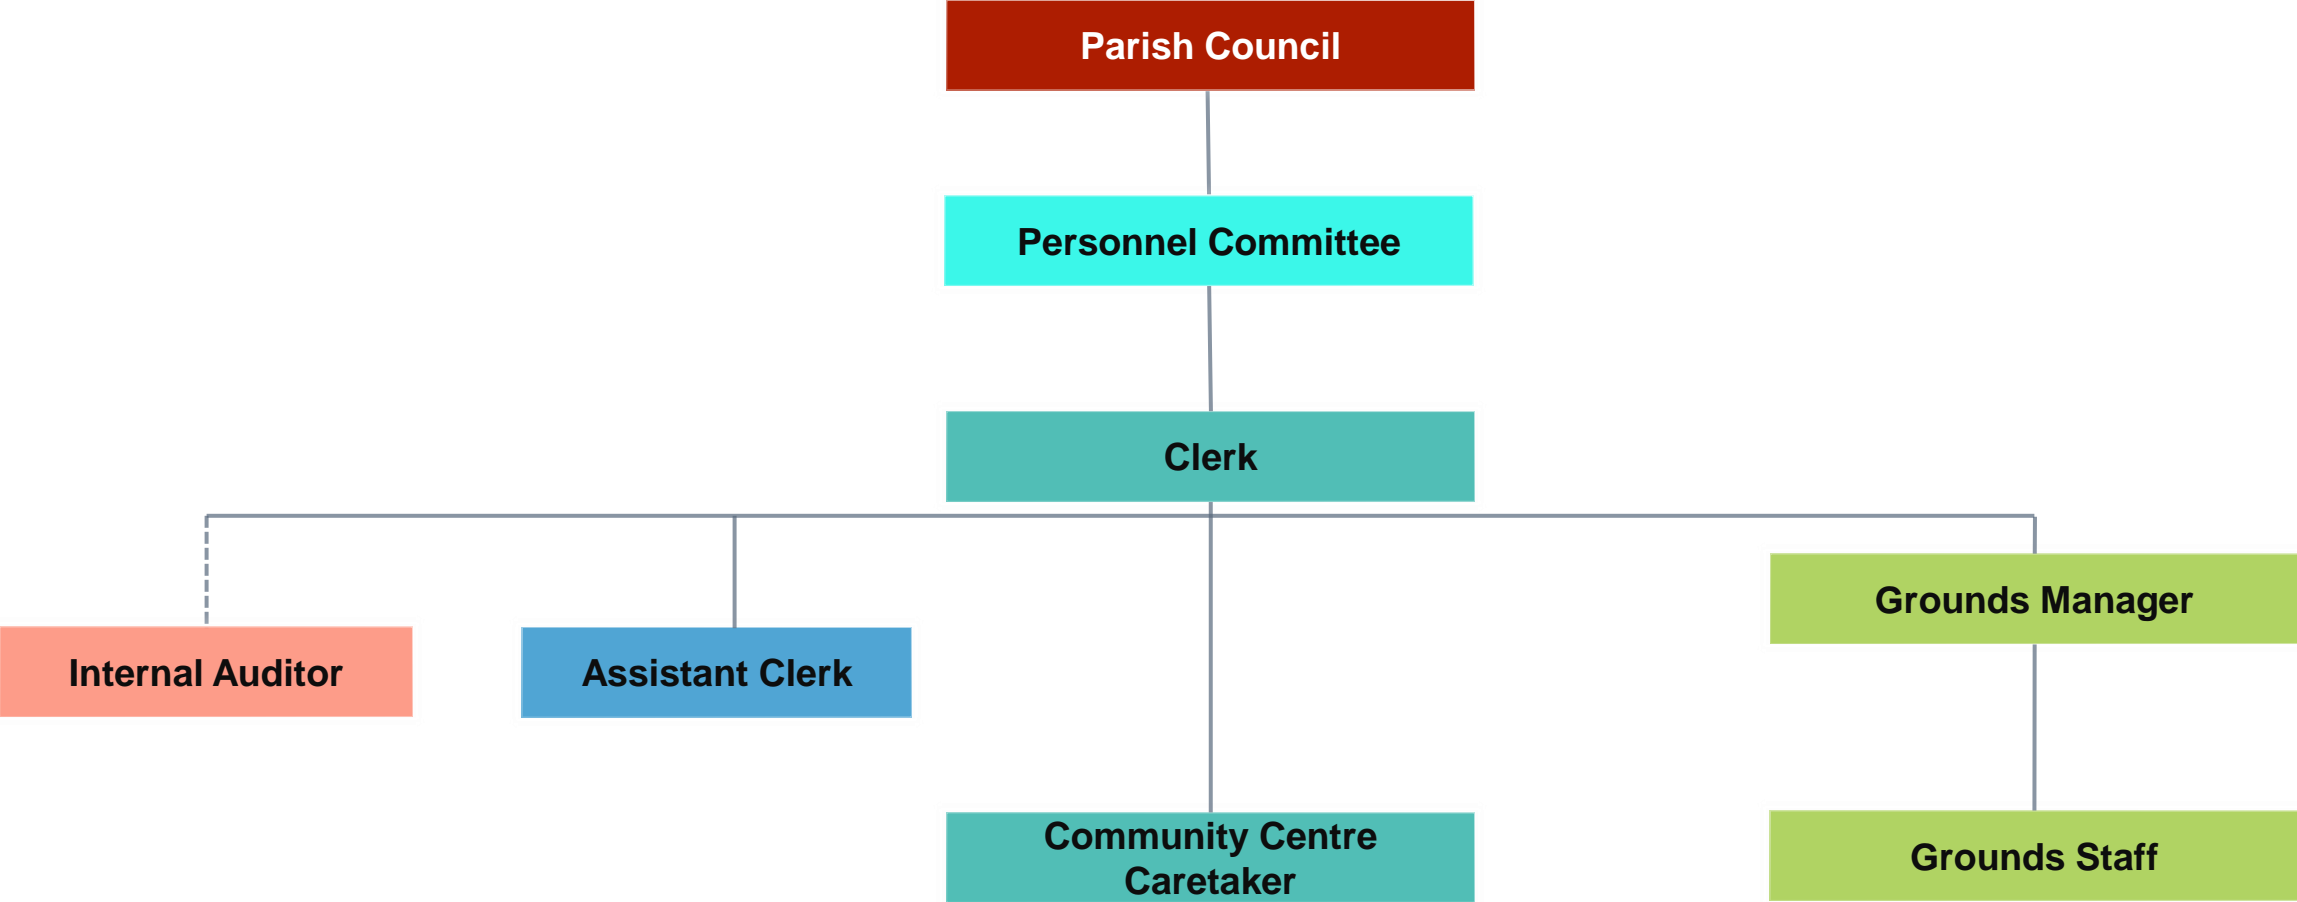 Parish Council
Personnel Committee
Clerk
Grounds Manager
Internal Auditor
Assistant Clerk
Community Centre
Caretaker
Grounds Staff